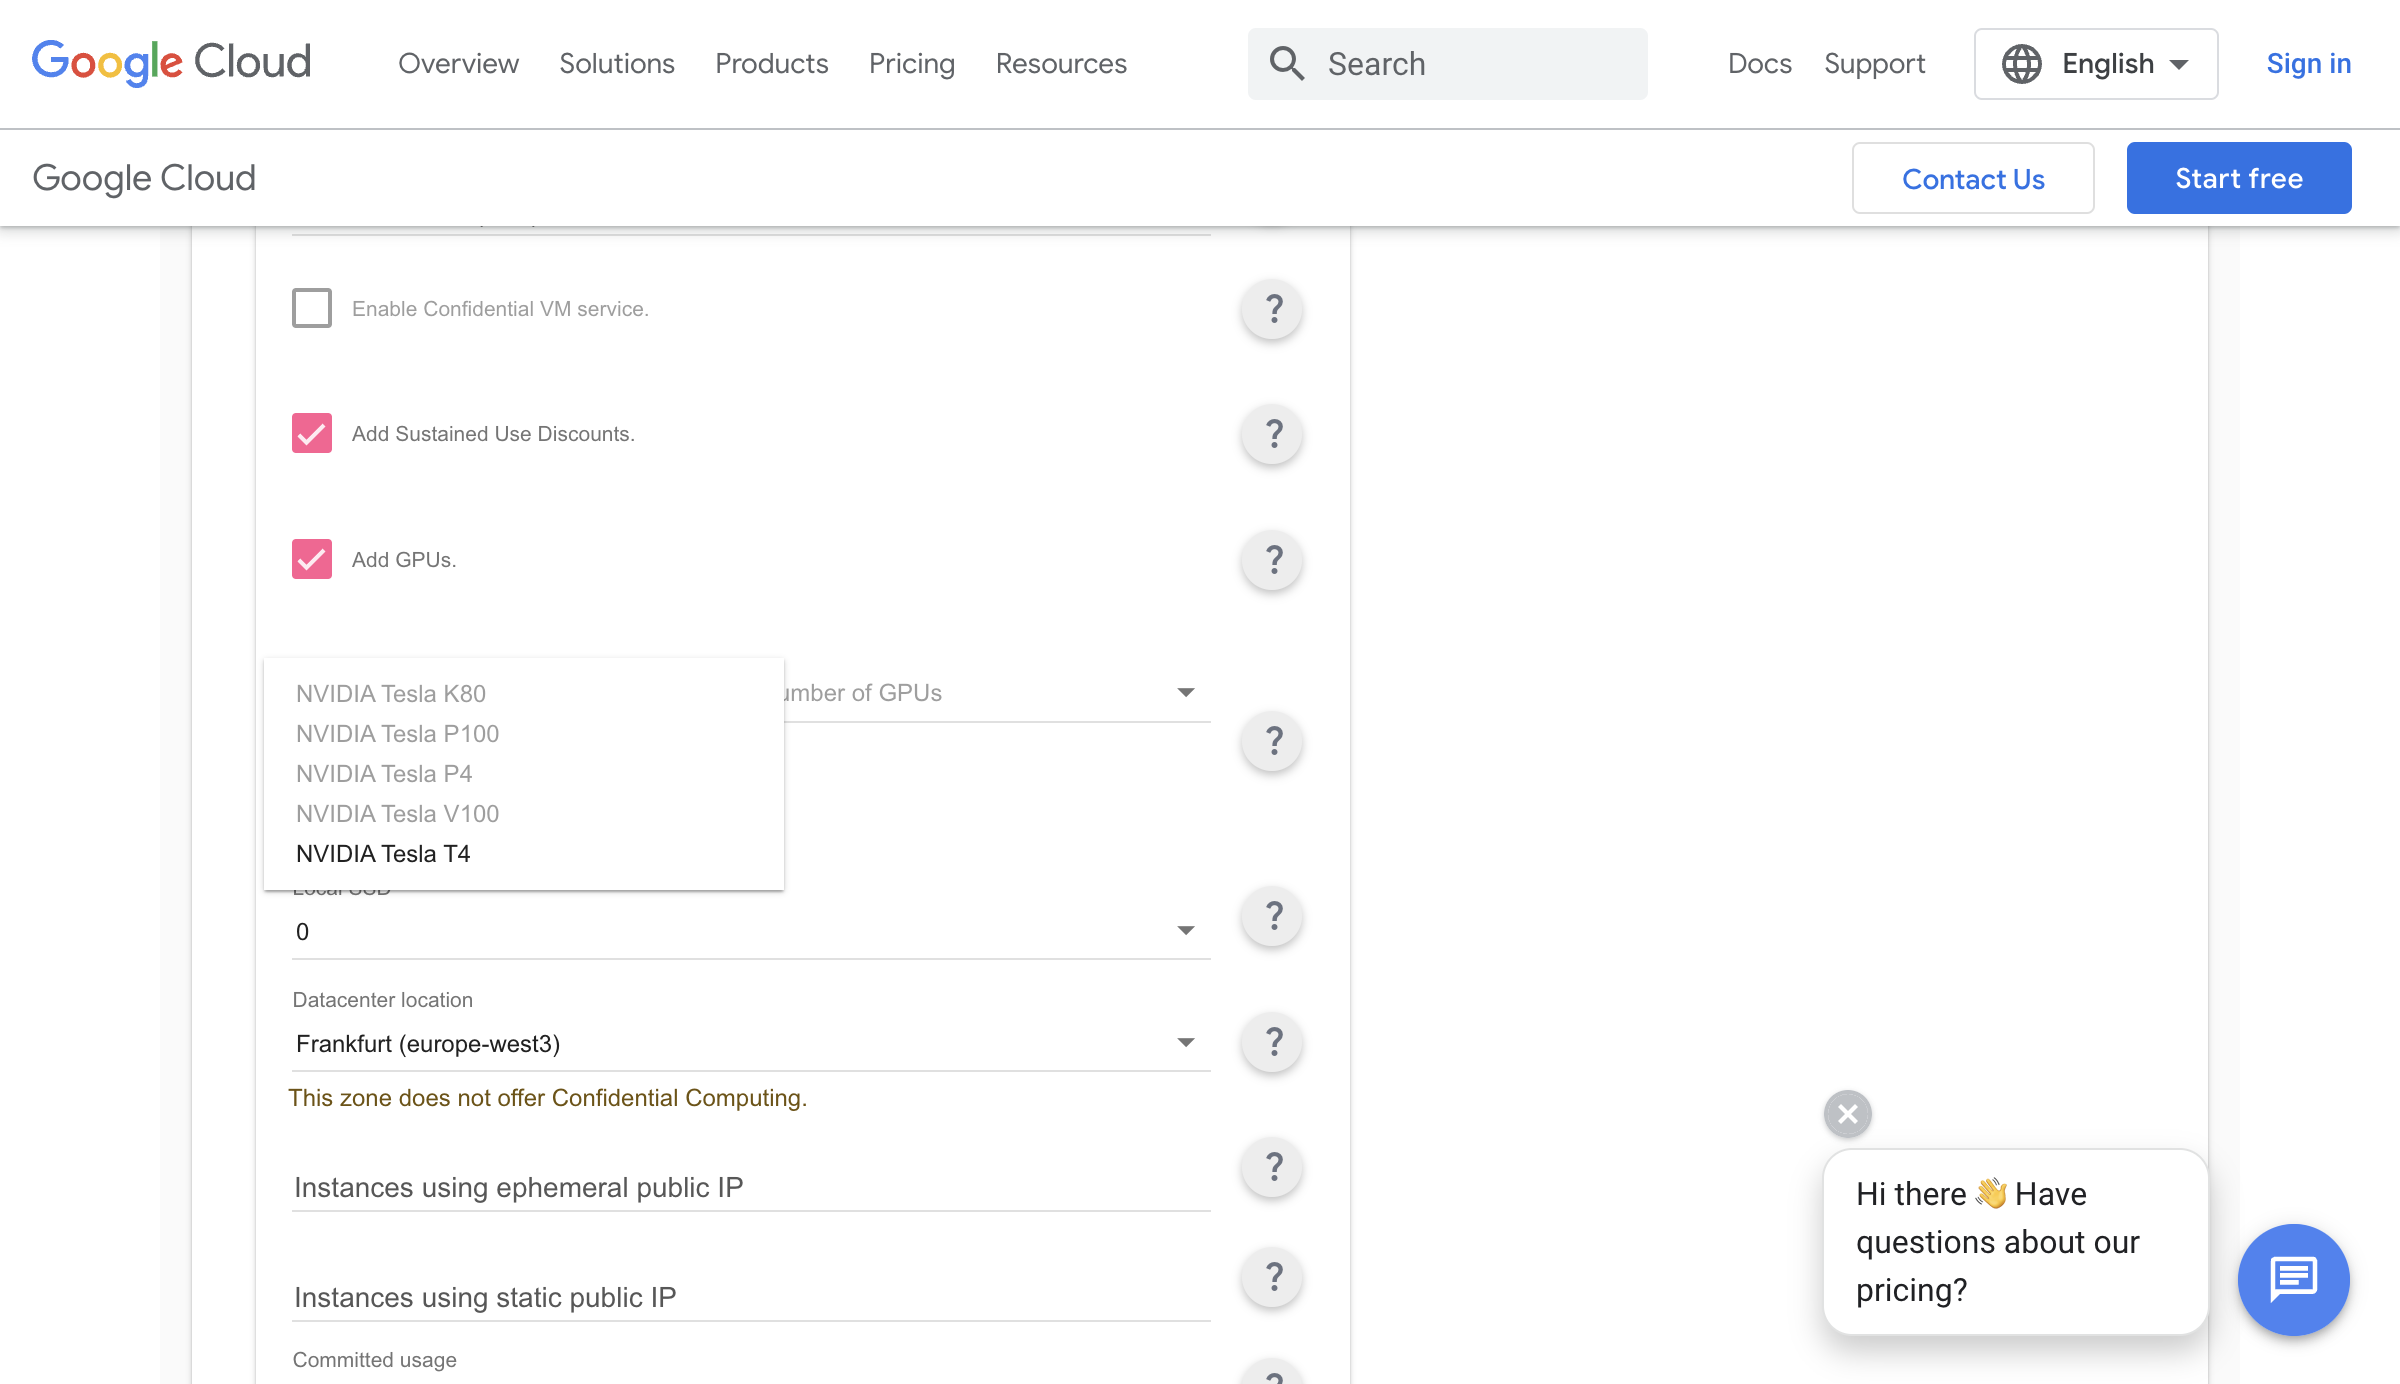 Google Cloud
Overview
Solutions
Products
Pricing
Resources
Search
Docs
Support
English
Sign in
Google Cloud
Contact Us
Start free
Enable Confidential VM service.
?
Add Sustained Use Discounts.
?
Add GPUs.
?
NVIDIA Tesla K80
NVIDIA Tesla P100
NVIDIA Tesla P4
NVIDIA Tesla V100
NVIDIA Tesla T4
of GPUs
?
Local SSD
0
?
Datacenter location
Frankfurt (europe-west3)
?
This zone does not offer Confidential Computing.
Instances using ephemeral public IP
?
Instances using static public IP
?
Committed usage
?
Hi there 👋 Have
questions about our
pricing?